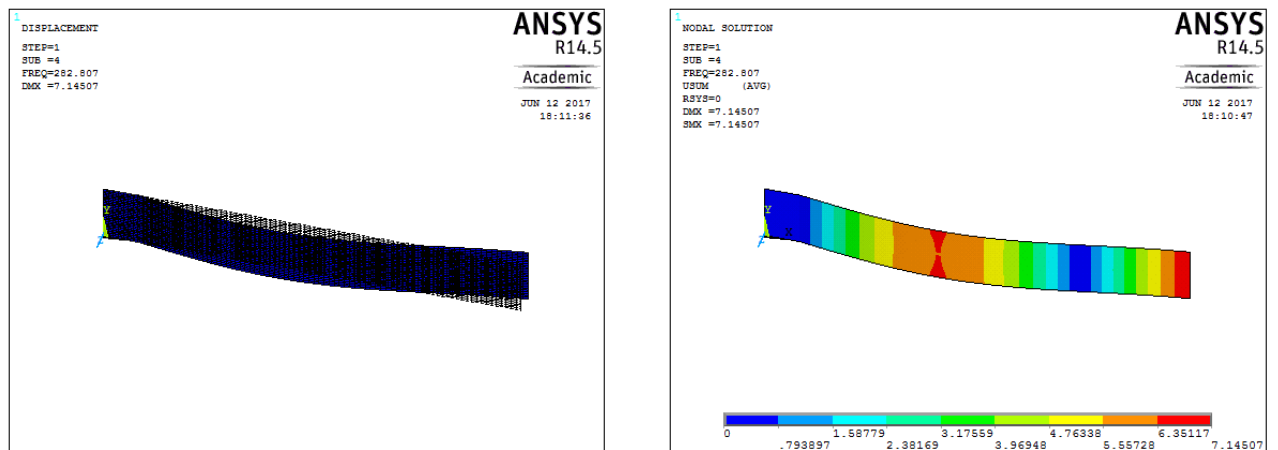 1
DISPLACEMENT
STEP=1
SUB =4
FREQ=282.807
DMX =7.14507
ANSYS
R14.5
Academic
JUN 12 2017
18:11:36
Y
1
NODAL SOLUTION
STEP=1
SUB =4
FREQ=282.807
USUM (AVG)
RSYS=0
DMX =7.14507
SMX =7.14507
ANSYS
R14.5
Academic
JUN 12 2017
18:10:47
Y
X
0 1.58779 3.17559 4.76338 6.35117
.793897 2.38169 3.96948 5.55728 7.14507